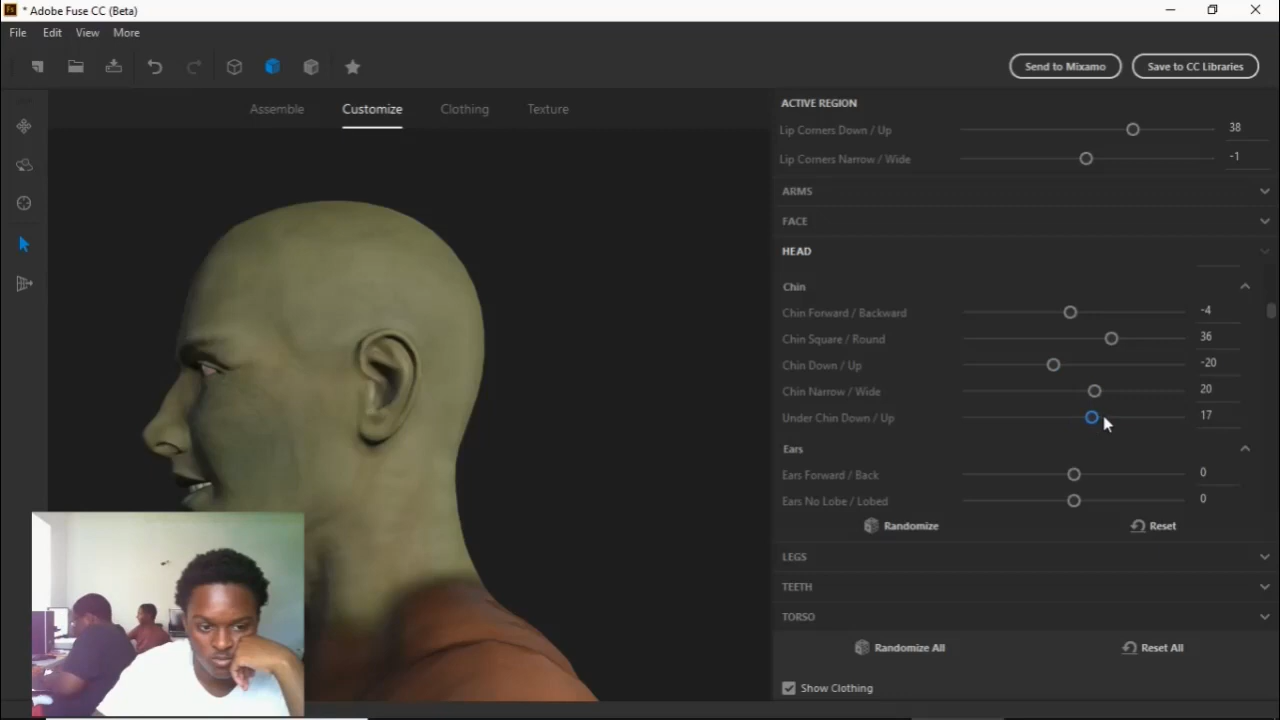 * Adobe Fuse CC (Beta)
File Edit View More
Send to Mixamo Save to CC Libraries
Assemble Customize Clothing Texture
ACTIVE REGION
Lip Corners Down / Up 38
Lip Corners Narrow / Wide -1
ARMS
FACE
HEAD
Chin
Chin Forward / Backward -4
Chin Square / Round 36
Chin Down / Up -20
Chin Narrow / Wide 20
Under Chin Down / Up 17
Ears
Ears Forward / Back 0
Ears No Lobe / Lobed 0
Randomize Reset
LEGS
TEETH
TORSO
Randomize All Reset All
Show Clothing